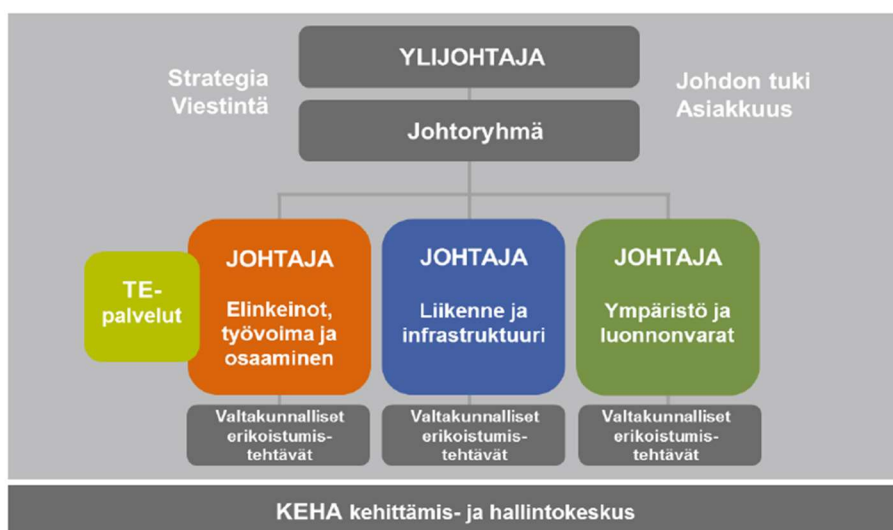 YLIJOHTAJA
Strategia
Viestintä
Johdon tuki
Asiakkuus
Johtoryhmä
TE-
palvelut
JOHTAJA
Elinkeinot,
työvoima ja
osaaminen
JOHTAJA
Liikenne ja
infrastruktuuri
JOHTAJA
Ympäristö ja
luonnonvarat
Valtakunnalliset
erikoistumis-
tehtävät
Valtakunnalliset
erikoistumis-
tehtävät
Valtakunnalliset
erikoistumis-
tehtävät
KEHA kehittämis- ja hallintokeskus